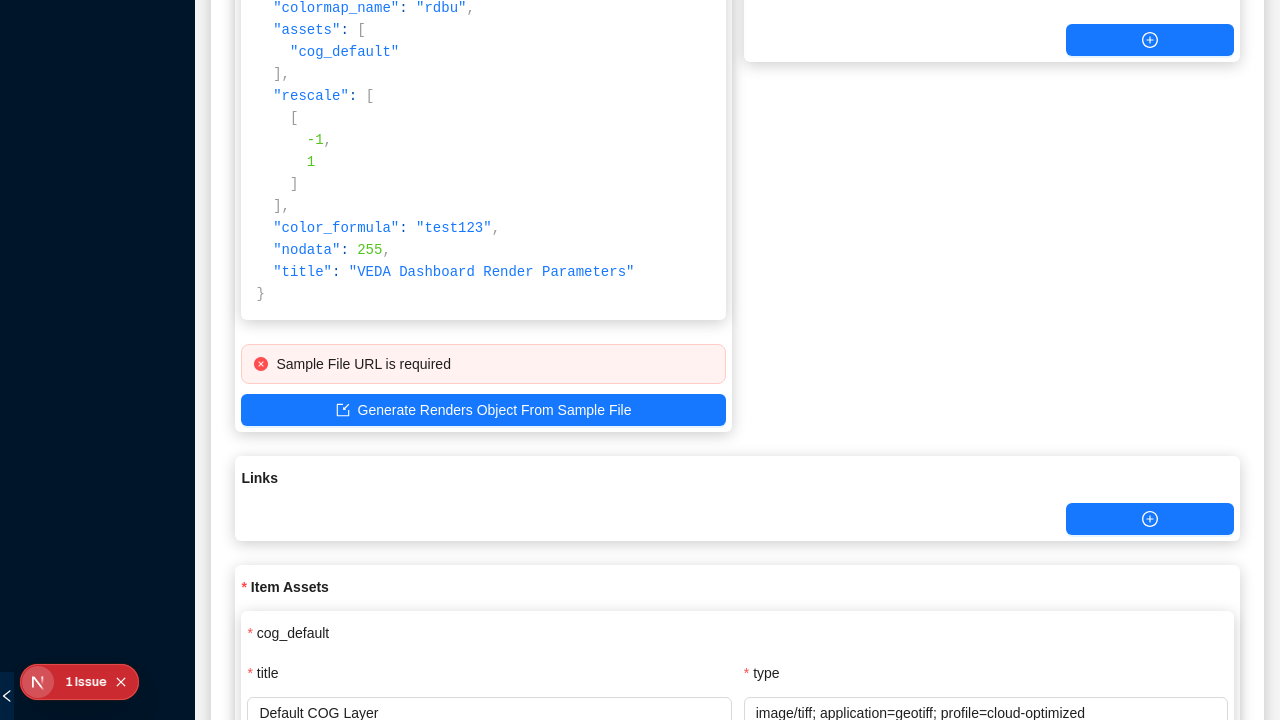 "colormap_name": "rdbu",
"assets": [
"cog_default"
],
"rescale": [
[
-1,
1
]
],
"color_formula": "test123",
"nodata": 255,
"title": "VEDA Dashboard Render Parameters"
}
Sample File URL is required
Generate Renders Object From Sample File
Links
* Item Assets
* cog_default
* title
* type
Default COG Layer
image/tiff; application=geotiff; profile=cloud-optimized
N
1 Issue